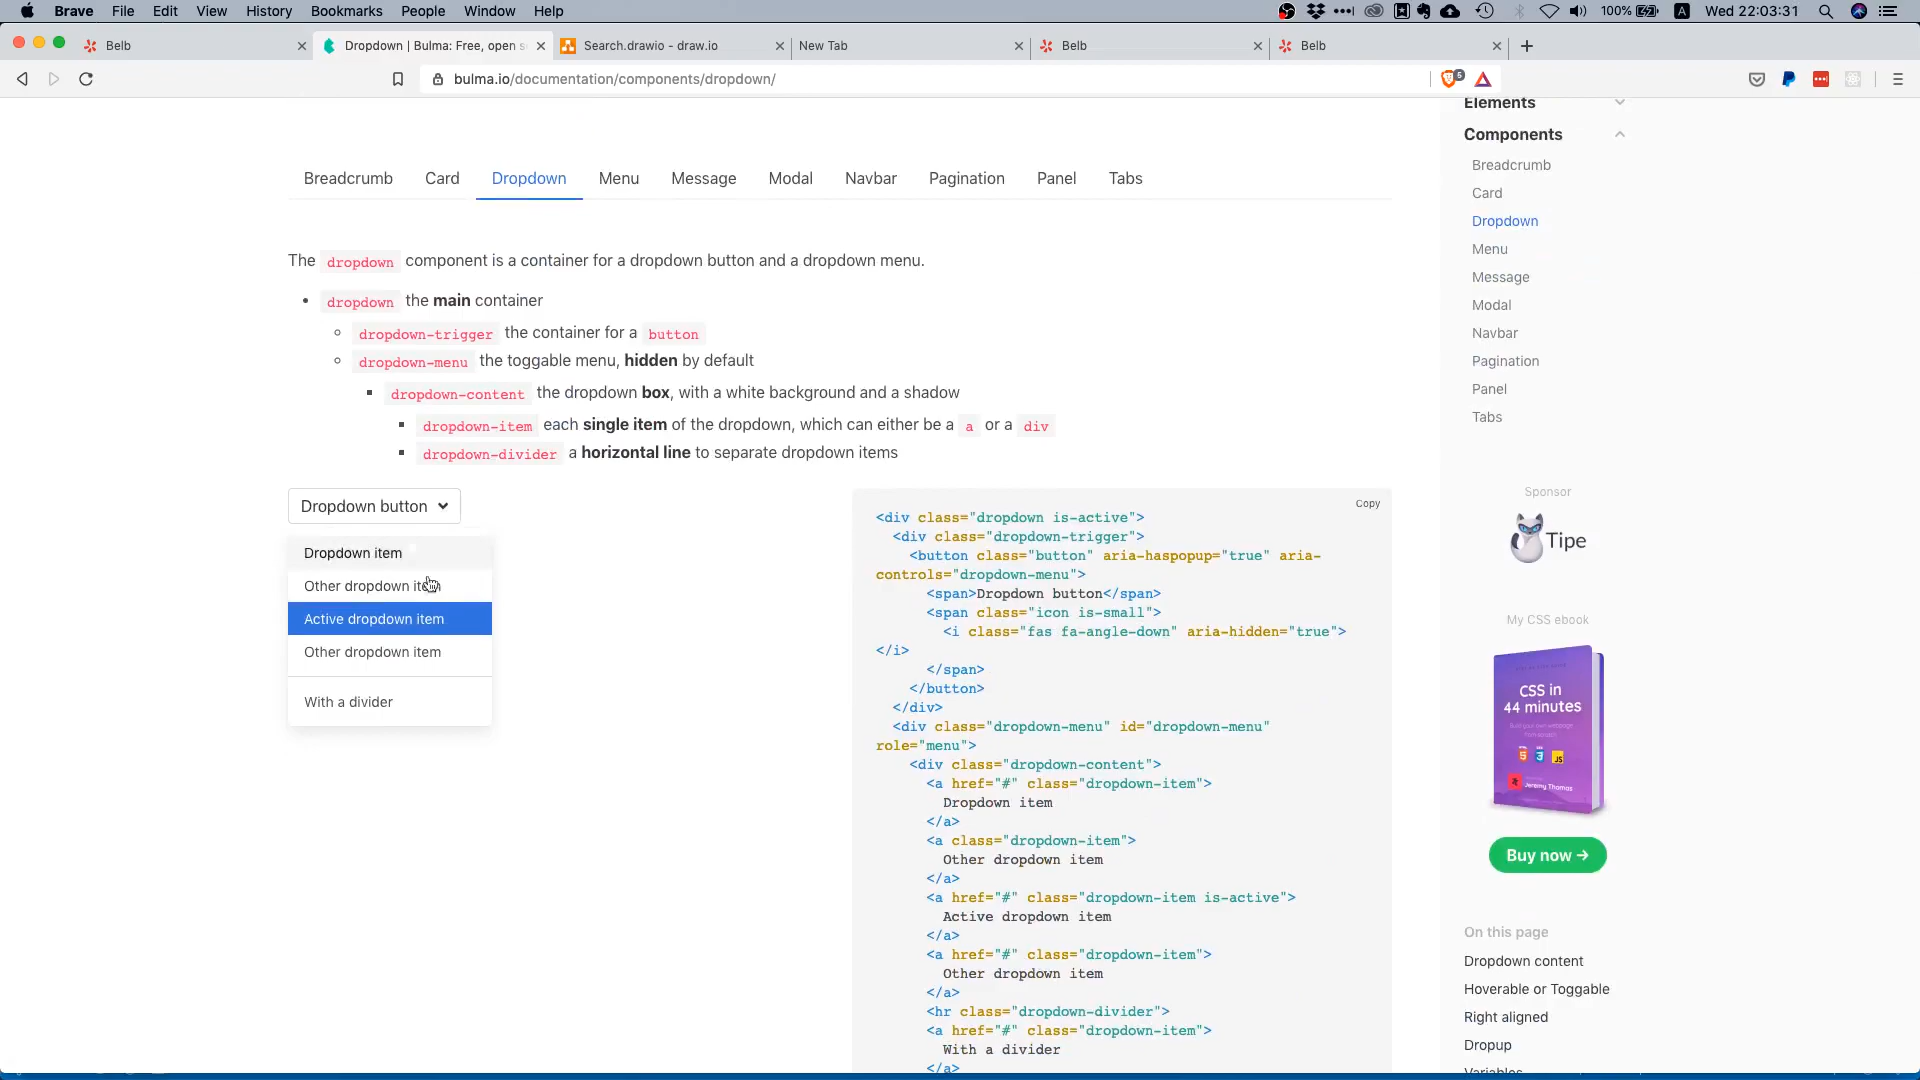 Brave File Edit View History Bookmarks People Window Help 100% A Wed 22:03:31
Belb
Dropdown | Bulma: Free, open s
Search.drawio - draw.io
New Tab
Belb
Belb
bulma.io/documentation/components/dropdown/
5
Breadcrumb Card Dropdown Menu Message Modal Navbar Pagination Panel Tabs
The dropdown component is a container for a dropdown button and a dropdown menu.
dropdown the main container
dropdown-trigger the container for a button
dropdown-menu the toggable menu, hidden by default
dropdown-content the dropdown box, with a white background and a shadow
dropdown-item each single item of the dropdown, which can either be a a or a div
dropdown-divider a horizontal line to separate dropdown items
Dropdown button
Dropdown item
Other dropdown item
Active dropdown item
Other dropdown item
With a divider
Copy
<div class="dropdown is-active">
<div class="dropdown-trigger">
<button class="button" aria-haspopup="true" aria-
controls="dropdown-menu">
<span>Dropdown button</span>
<span class="icon is-small">
<i class="fas fa-angle-down" aria-hidden="true">
</i>
</span>
</button>
</div>
<div class="dropdown-menu" id="dropdown-menu"
role="menu">
<div class="dropdown-content">
<a href="#" class="dropdown-item">
Dropdown item
</a>
<a class="dropdown-item">
Other dropdown item
</a>
<a href="#" class="dropdown-item is-active">
Active dropdown item
</a>
<a href="#" class="dropdown-item">
Other dropdown item
</a>
<hr class="dropdown-divider">
<a href="#" class="dropdown-item">
With a divider
</a>
Elements
Components
Breadcrumb
Card
Dropdown
Menu
Message
Modal
Navbar
Pagination
Panel
Tabs
Sponsor
Tipe
My CSS ebook
CSS in
44 minutes
Jeremy Thomas
Buy now →
On this page
Dropdown content
Hoverable or Toggable
Right aligned
Dropup
Variables